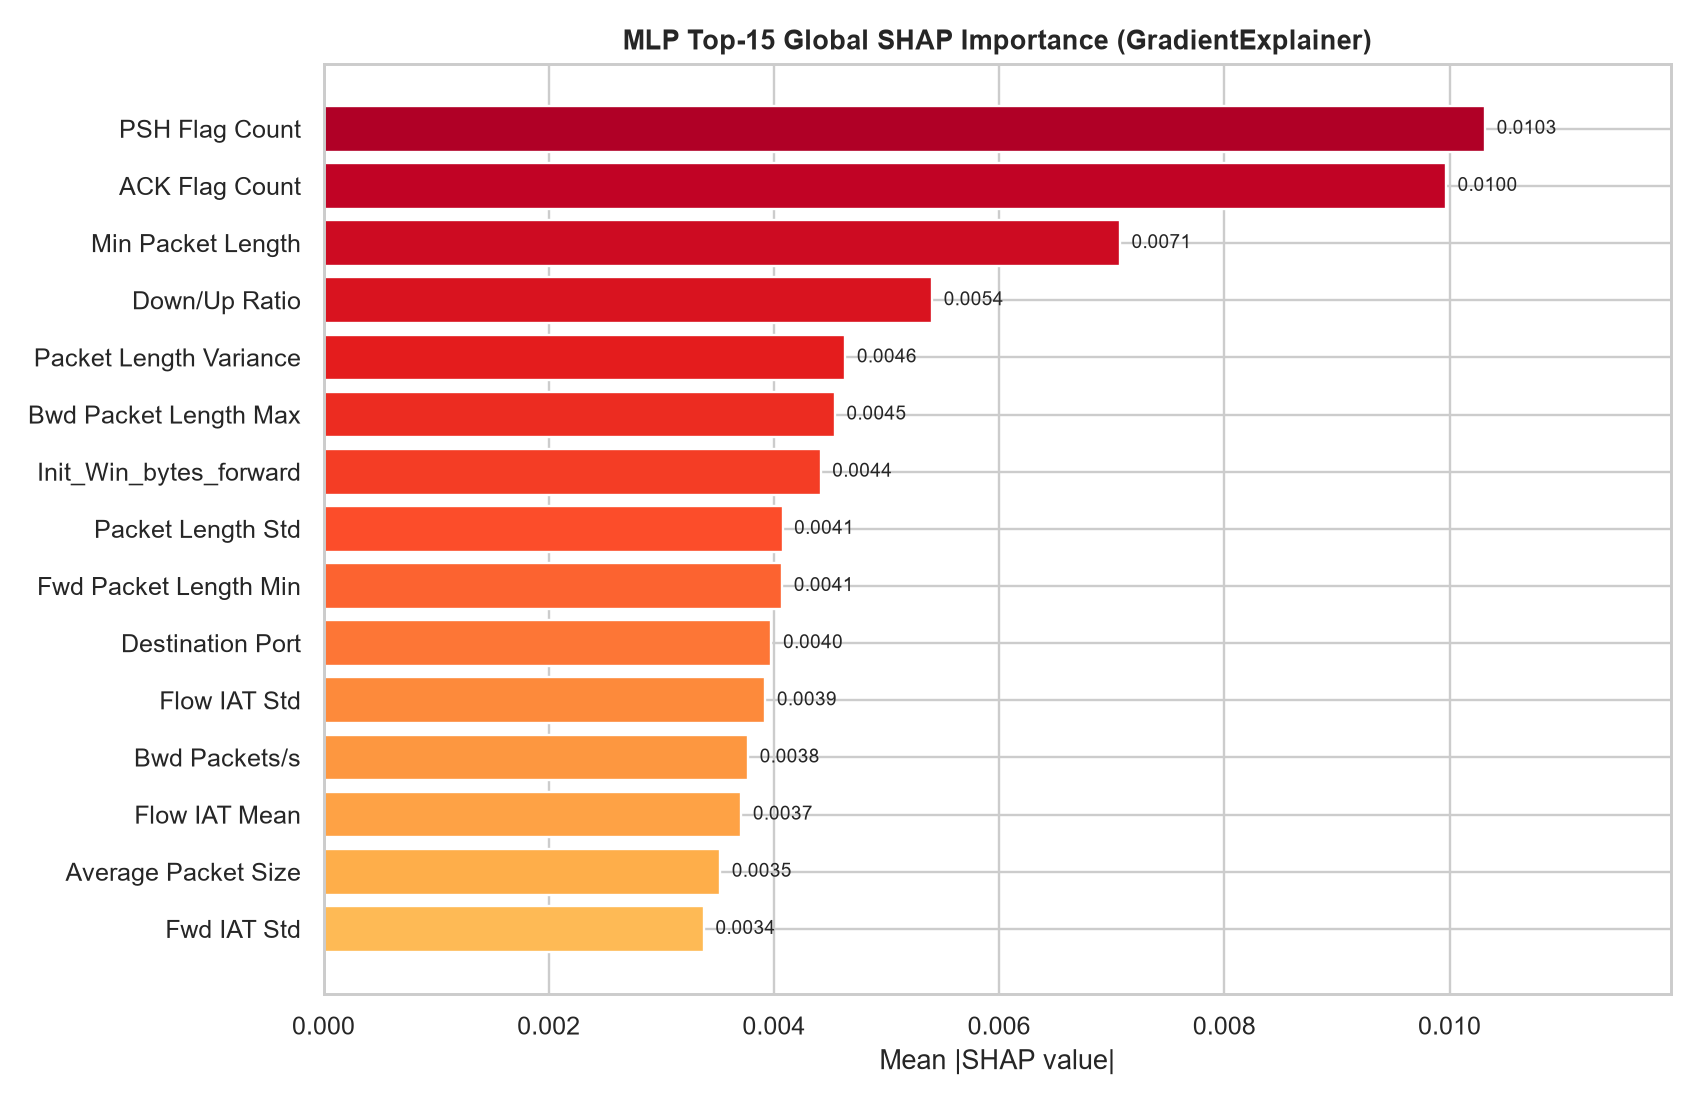 MLP Top-15 Global SHAP Importance (GradientExplainer)
PSH Flag Count 0.0103
ACK Flag Count 0.0100
Min Packet Length 0.0071
Down/Up Ratio 0.0054
Packet Length Variance 0.0046
Bwd Packet Length Max 0.0045
Init_Win_bytes_forward 0.0044
Packet Length Std 0.0041
Fwd Packet Length Min 0.0041
Destination Port 0.0040
Flow IAT Std 0.0039
Bwd Packets/s 0.0038
Flow IAT Mean 0.0037
Average Packet Size 0.0035
Fwd IAT Std 0.0034
0.000 0.002 0.004 0.006 0.008 0.010
Mean |SHAP value|